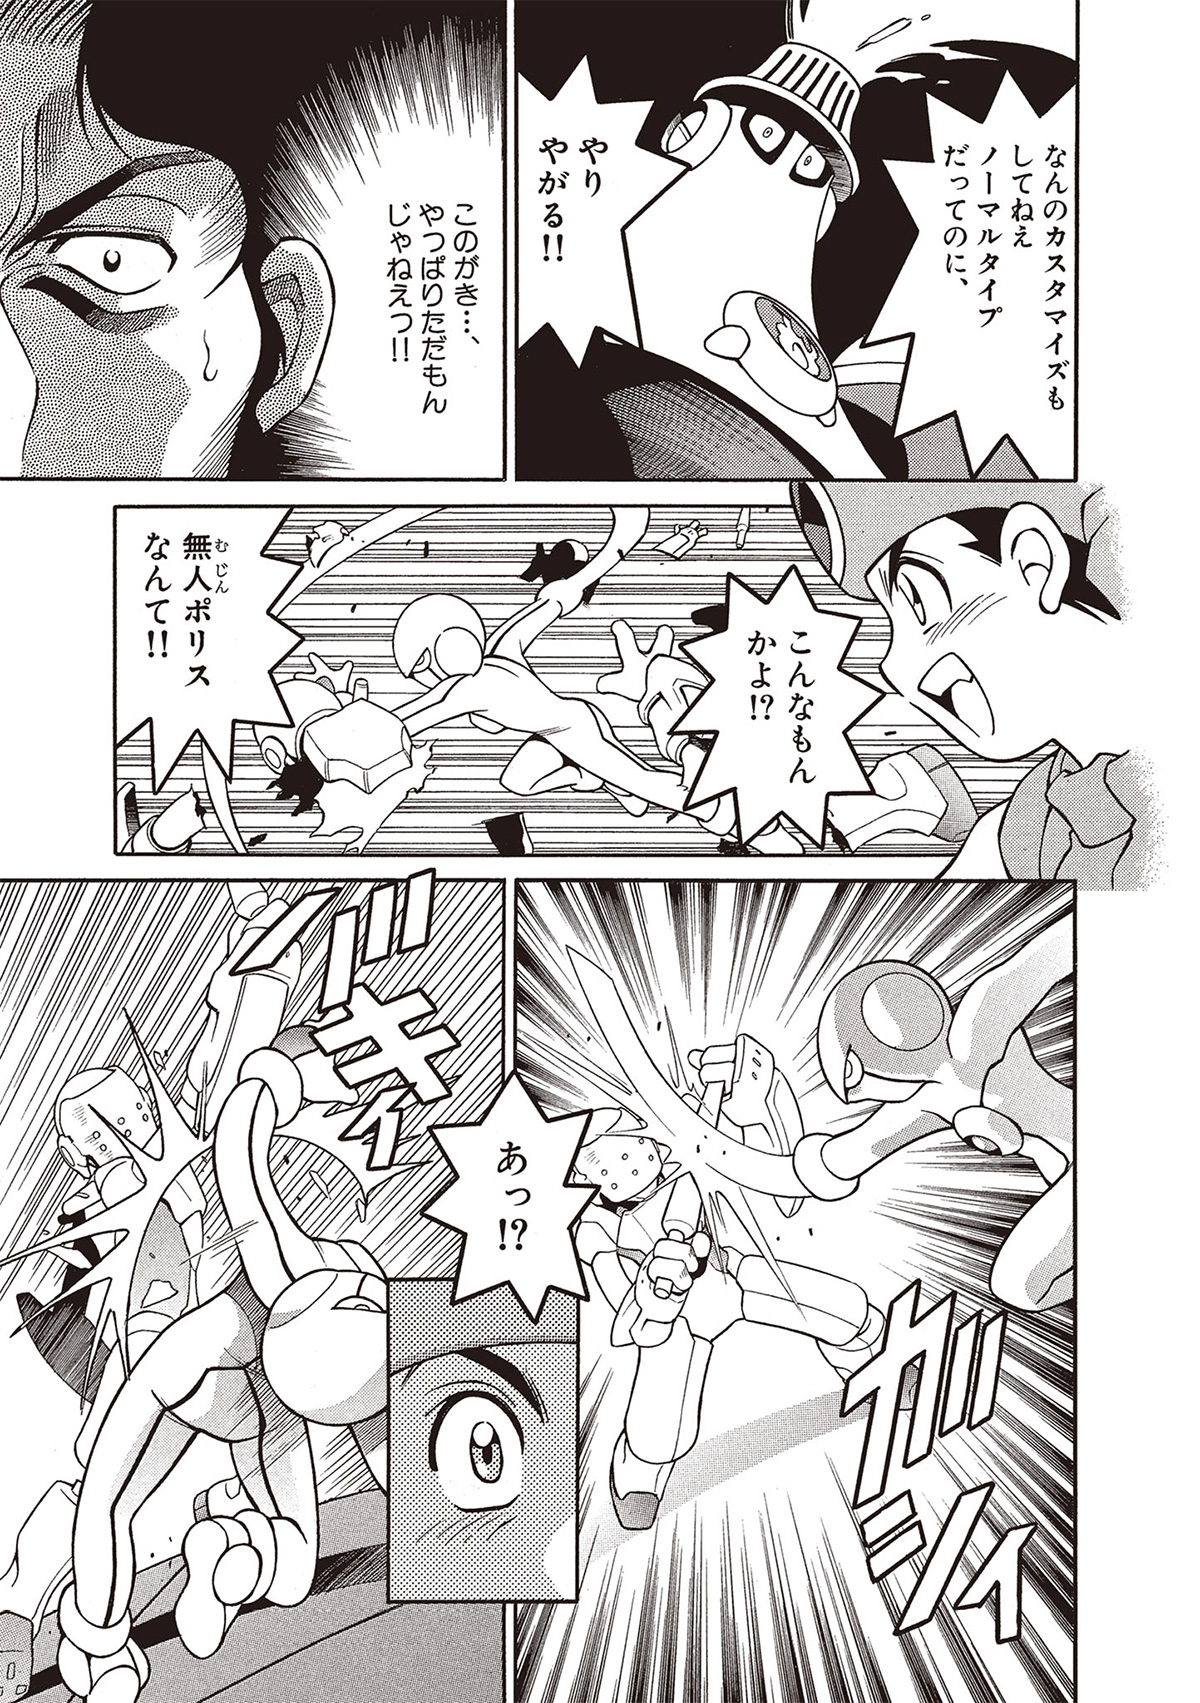 なんのカスタマイズも
してねえ
ノーマルタイプ
だってのに、
やり
やがる!!
このがき…、
やっぱりただもん
じゃねえっ!!
こんなもん
かよ!?
無人ポリス
むじん
なんて!!
ガシィ
あっ!?
バキィ